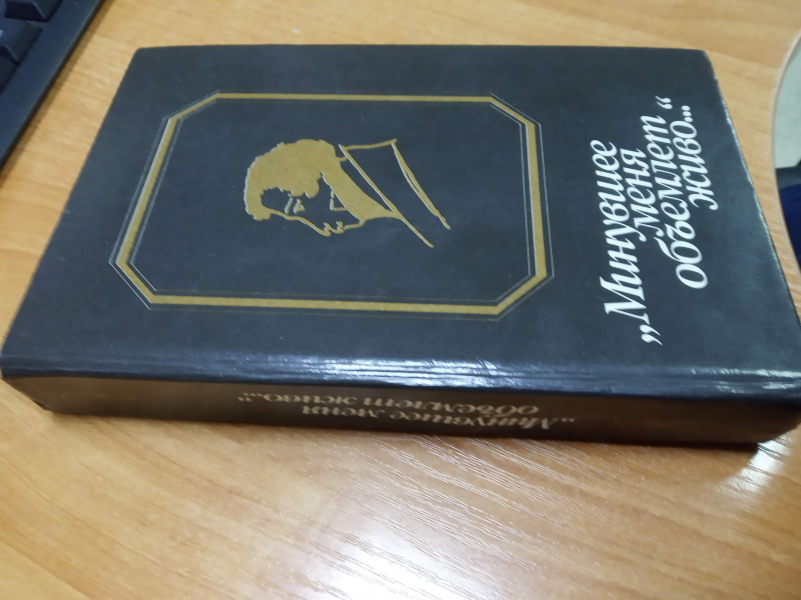 „Минувшее
меня
объемлет“
живо...
„Минувшее меня
объемлет живо...“